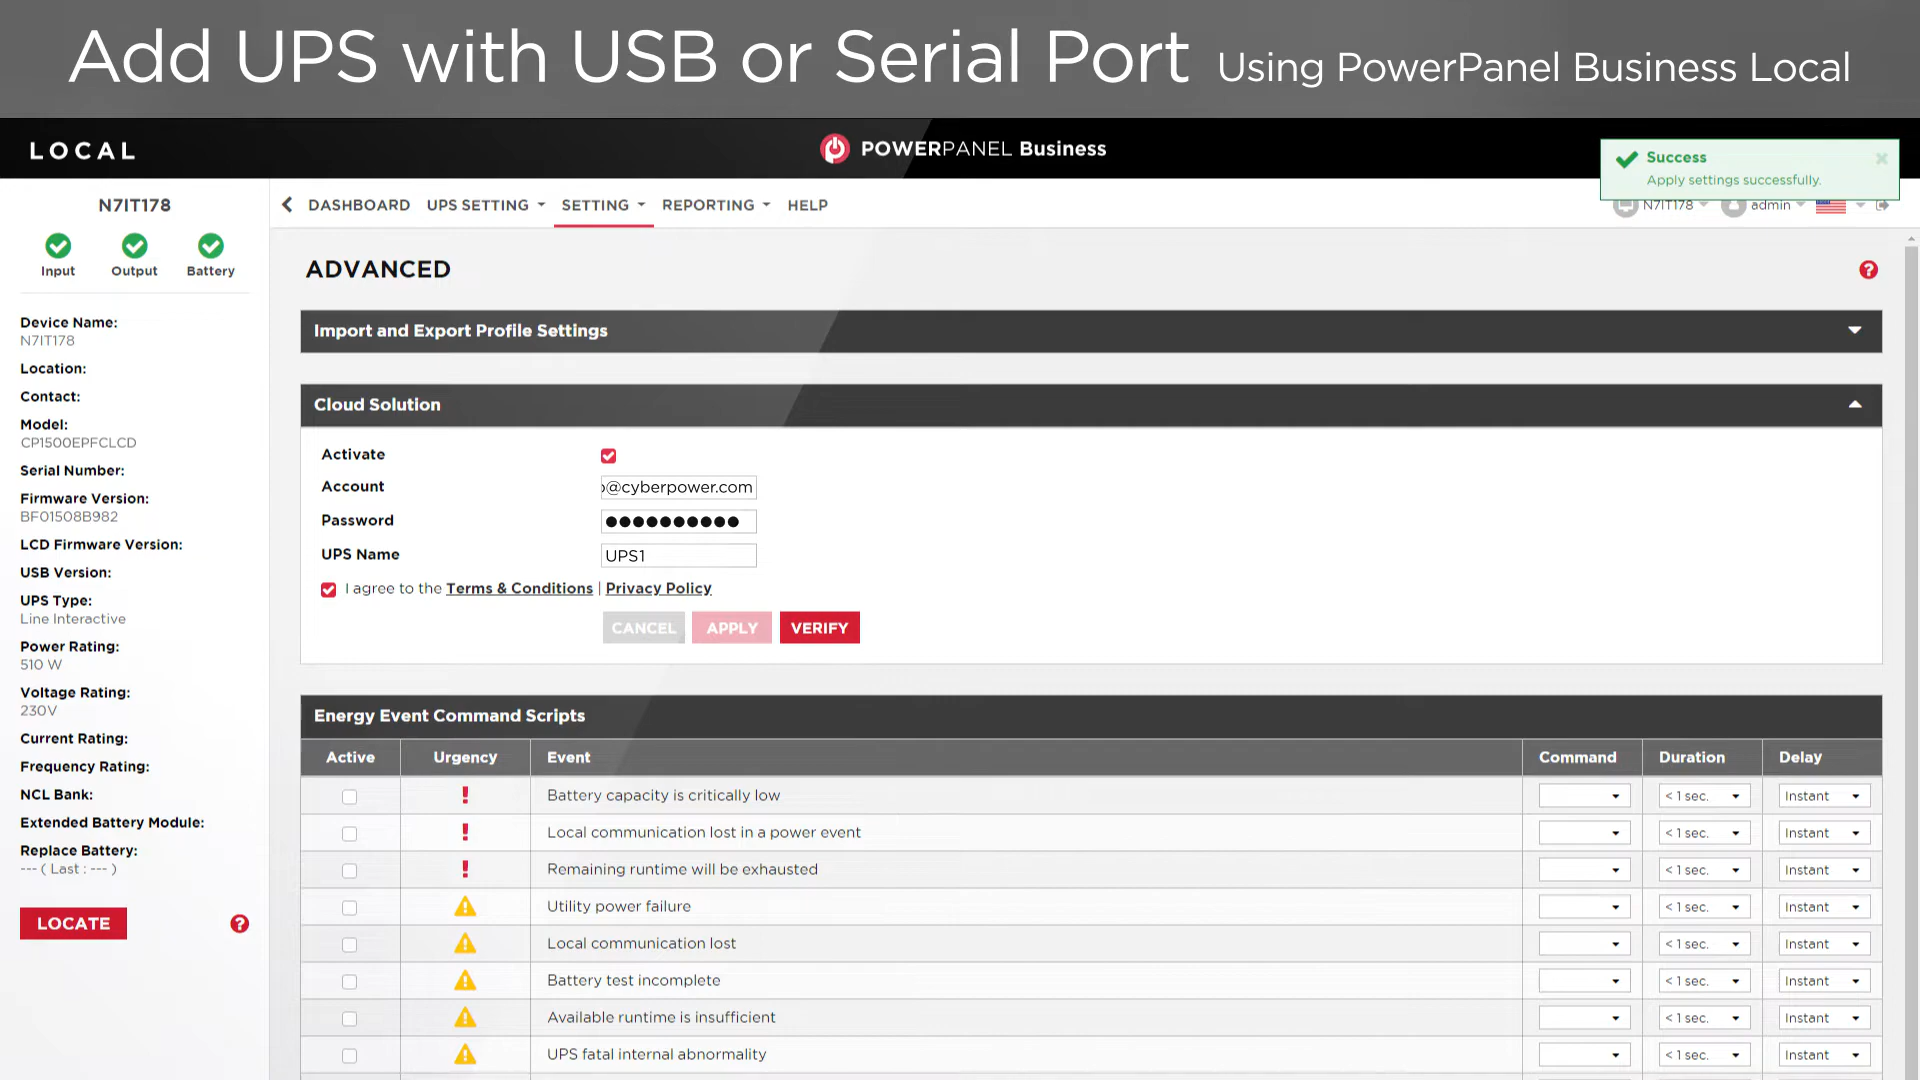 Add UPS with USB or Serial Port Using PowerPanel Business Local
LOCAL
POWERPANEL Business
Success
Apply settings successfully.
N7IT178
DASHBOARD UPS SETTING SETTING REPORTING HELP
N7IT178 admin
Input Output Battery
ADVANCED
Device Name:
N7IT178
Location:
Contact:
Model:
CP1500EPFCLCD
Serial Number:
Firmware Version:
BF01508B982
LCD Firmware Version:
USB Version:
UPS Type:
Line Interactive
Power Rating:
510 W
Voltage Rating:
230V
Current Rating:
Frequency Rating:
NCL Bank:
Extended Battery Module:
Replace Battery:
--- ( Last : --- )
LOCATE
Import and Export Profile Settings
Cloud Solution
Activate
Account @cyberpower.com
Password
UPS Name UPS1
I agree to the Terms & Conditions | Privacy Policy
CANCEL APPLY VERIFY
Energy Event Command Scripts
Active Urgency Event Command Duration Delay
Battery capacity is critically low < 1 sec. Instant
Local communication lost in a power event < 1 sec. Instant
Remaining runtime will be exhausted < 1 sec. Instant
Utility power failure < 1 sec. Instant
Local communication lost < 1 sec. Instant
Battery test incomplete < 1 sec. Instant
Available runtime is insufficient < 1 sec. Instant
UPS fatal internal abnormality < 1 sec. Instant